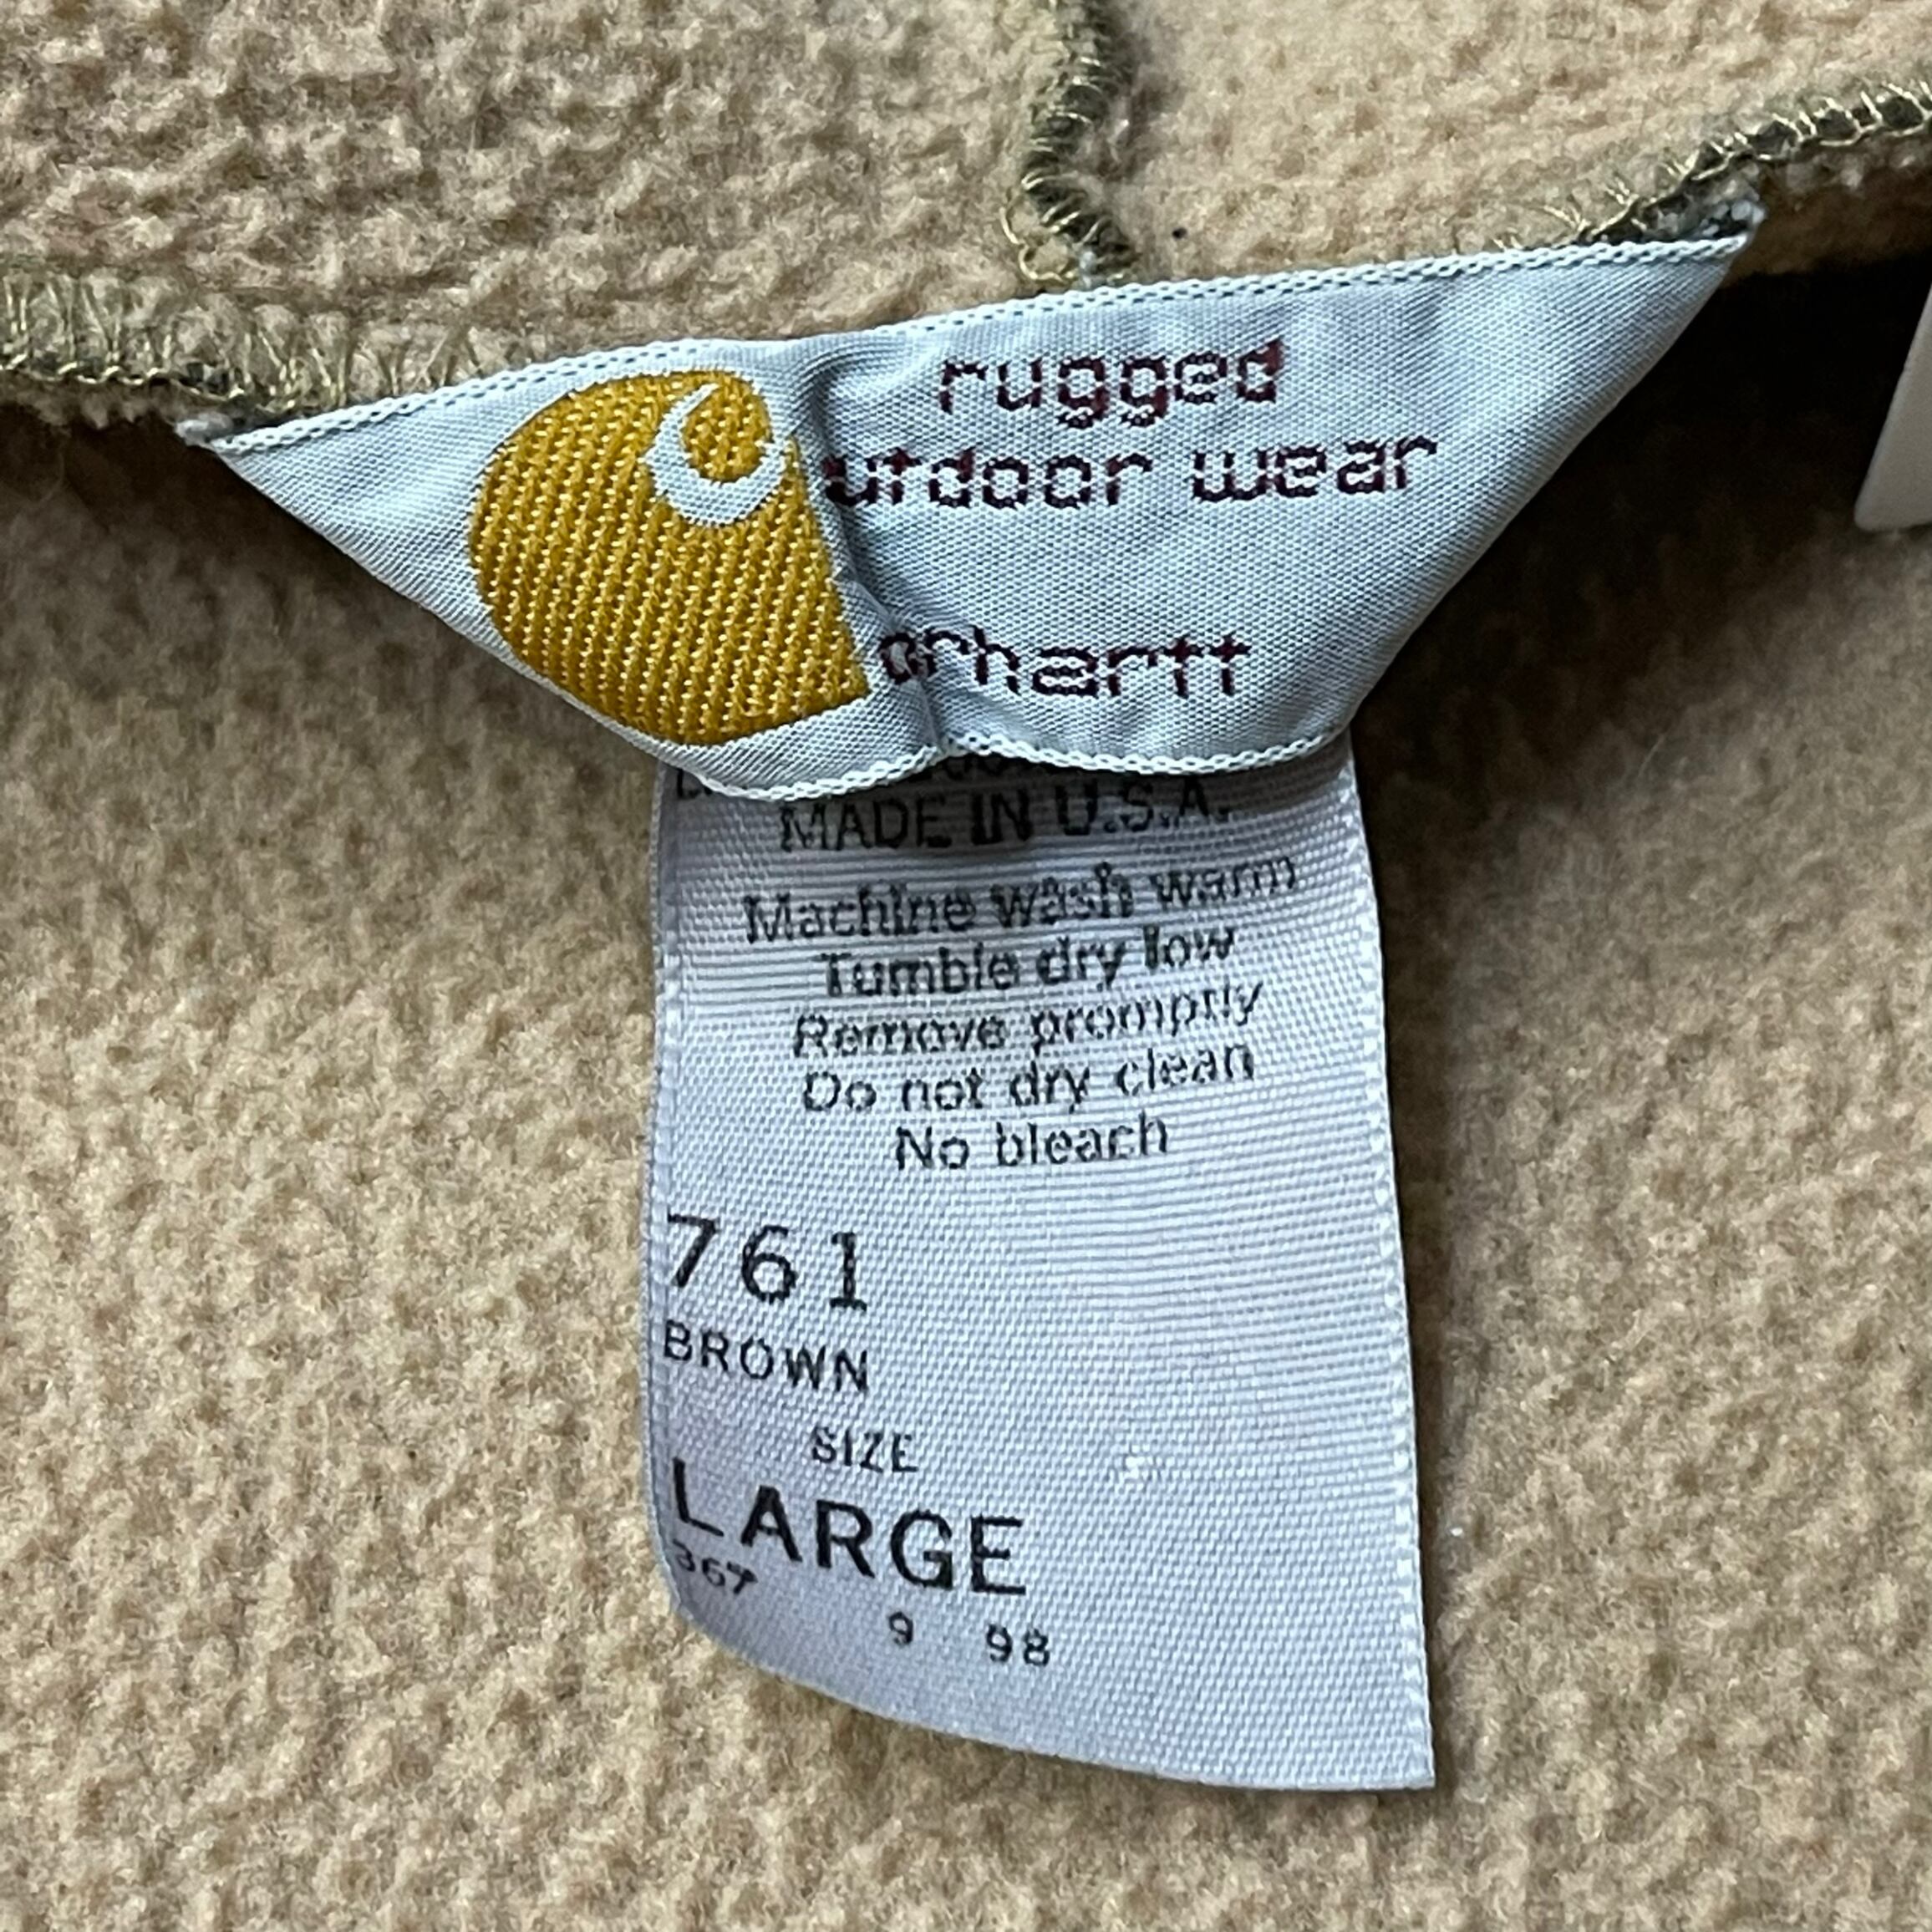 rugged
utdoor wear
arhartt
MADE IN U.S.A.
Machine wash warm
Tumble dry low
Remove promptly
Do not dry clean
No bleach
761
BROWN
SIZE
LARGE
367
9 98